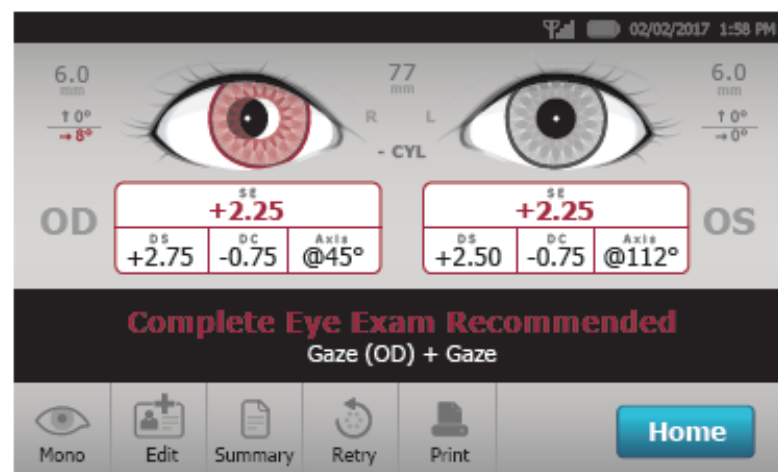 02/02/2017 1:58 PM
6.0 77 6.0
mm mm mm
↑ 0° R L ↑ 0°
→ 8° - CYL → 0°
OD SE SE OS
+2.25 +2.25
DS DC Axis DS DC Axis
+2.75 -0.75 @45° +2.50 -0.75 @112°
Complete Eye Exam Recommended
Gaze (OD) + Gaze
Mono Edit Summary Retry Print Home